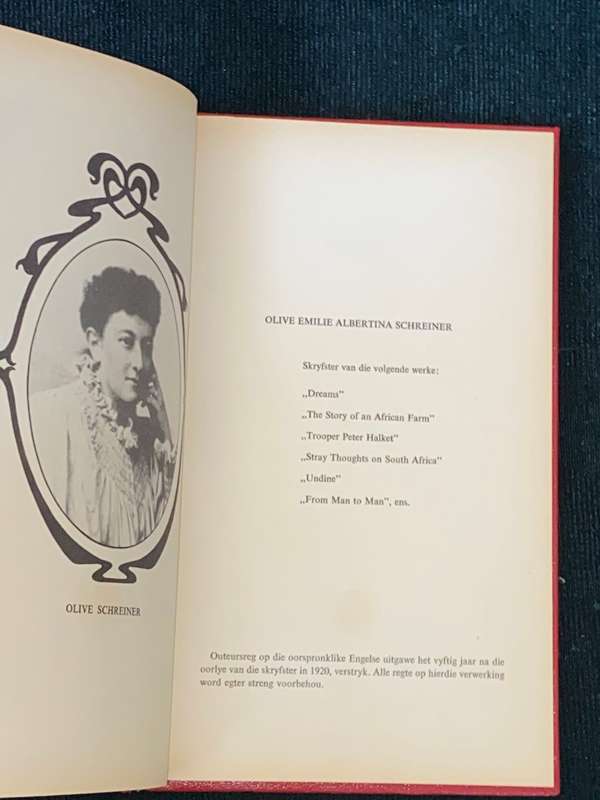 OLIVE SCHREINER
OLIVE EMILIE ALBERTINA SCHREINER
Skryfster van die volgende werke:
„Dreams”
„The Story of an African Farm”
„Trooper Peter Halket”
„Stray Thoughts on South Africa”
„Undine”
„From Man to Man”, ens.
Outeursreg op die oorspronklike Engelse uitgawe het vyftig jaar na die
oorlye van die skryfster in 1920, verstryk. Alle regte op hierdie verwerking
word egter streng voorbehou.